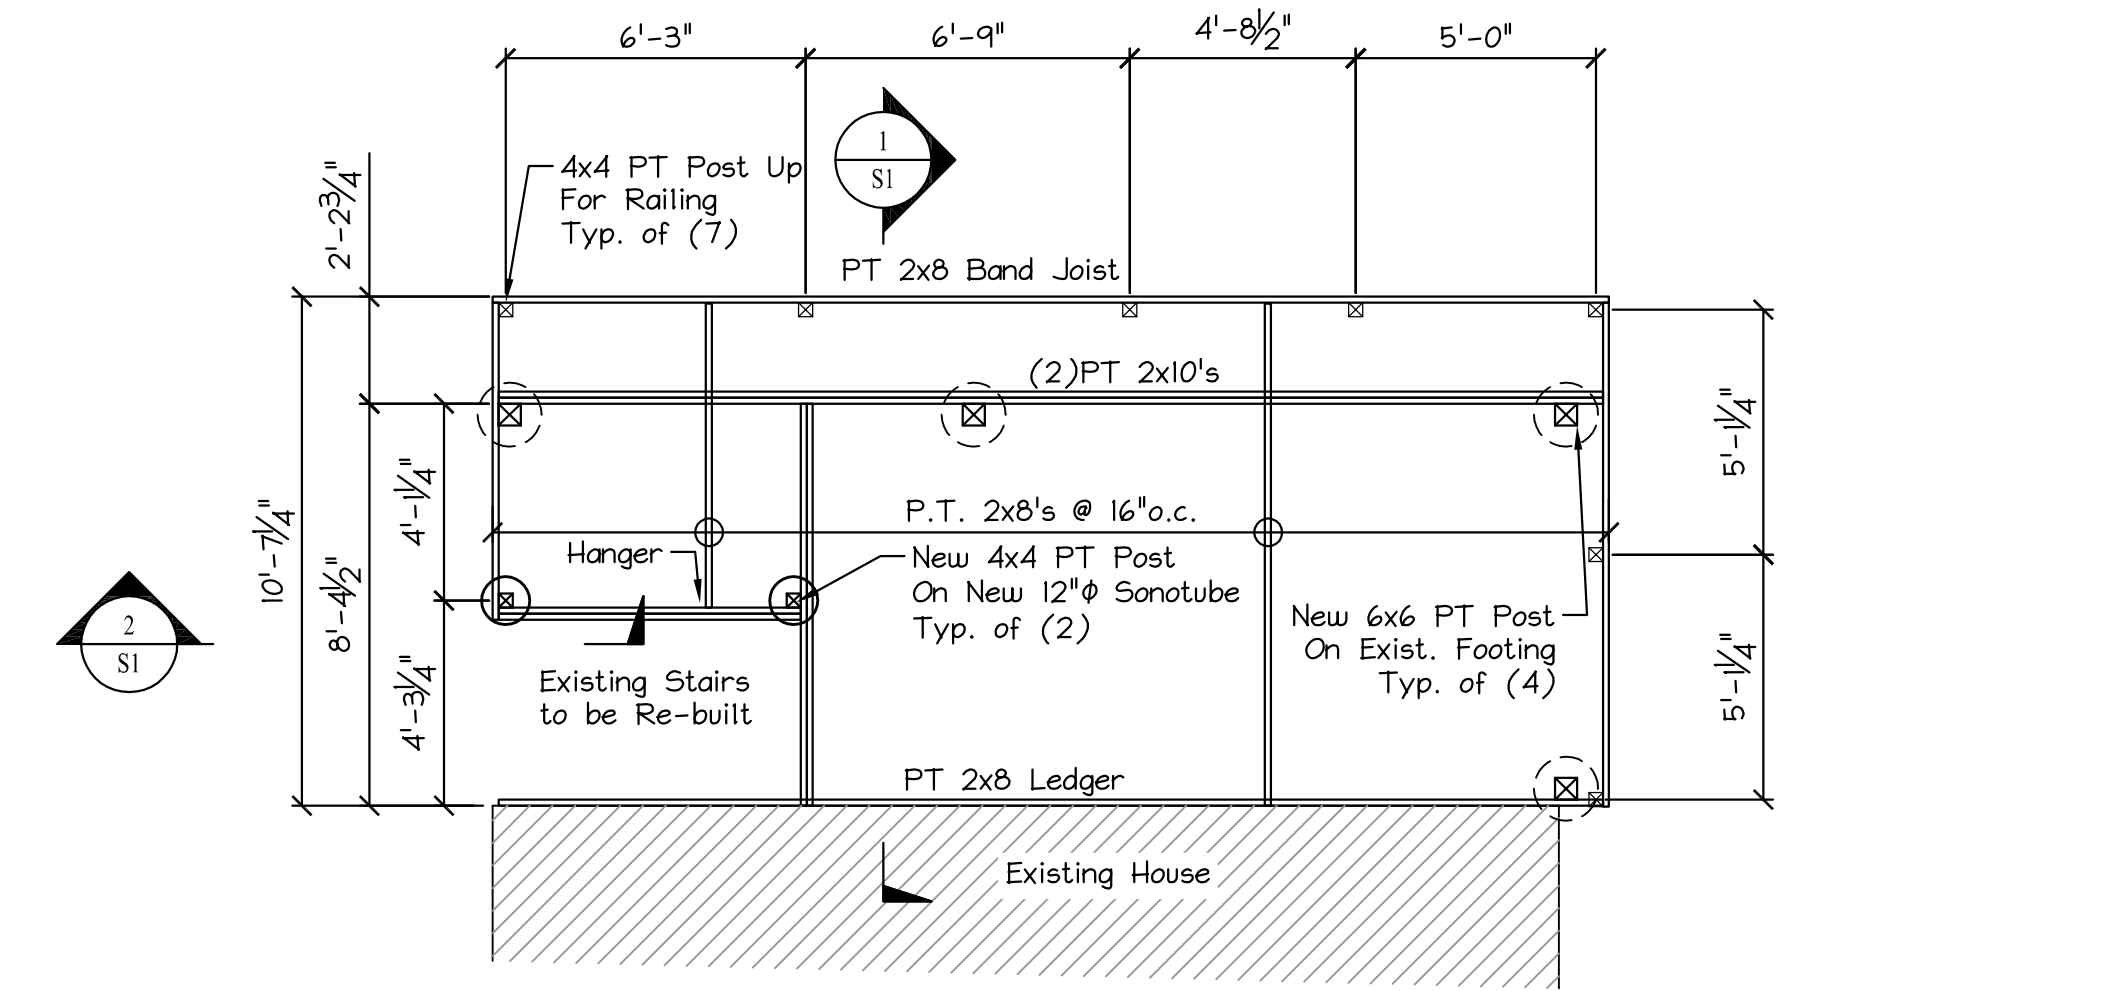 6'-3"
6'-9"
4'-8½"
5'-0"
4x4 PT Post Up
For Railing
Typ. of (7)
1
S1
PT 2x8 Band Joist
2'-2¾"
(2)PT 2x10's
10'-7¼"
8'-4½"
4'-1¼"
4'-3¼"
5'-1¼"
5'-1¼"
P.T. 2x8's @ 16"o.c.
Hanger
New 4x4 PT Post
On New 12"ϕ Sonotube
Typ. of (2)
New 6x6 PT Post
On Exist. Footing
Typ. of (4)
2
S1
Existing Stairs
to be Re-built
PT 2x8 Ledger
Existing House